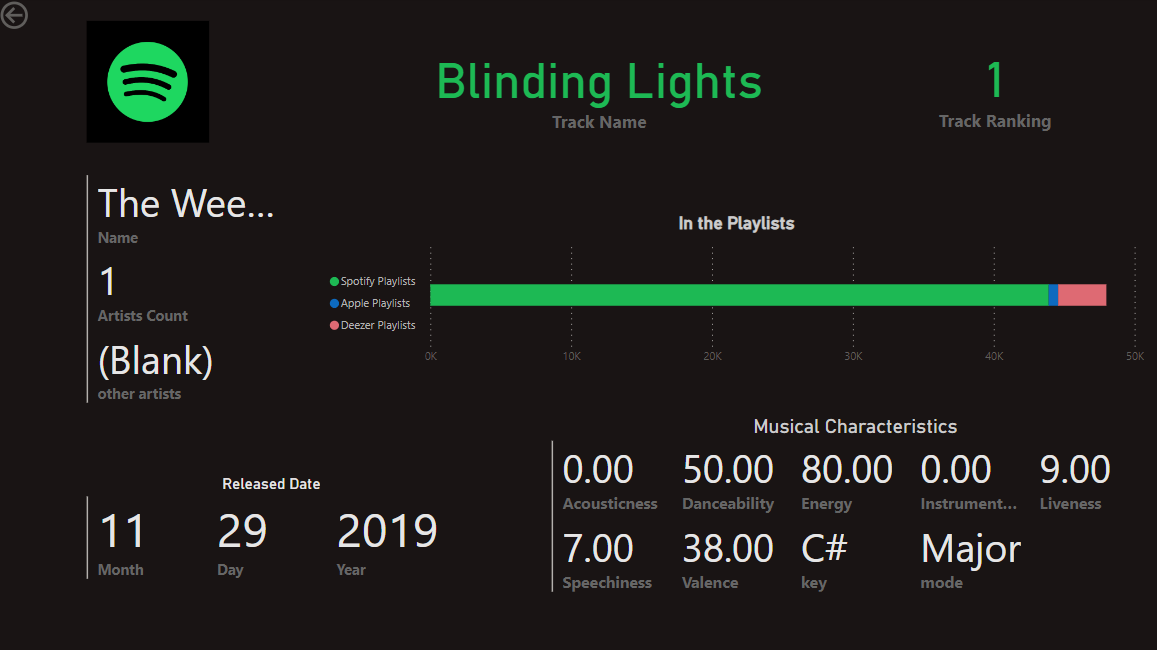 Blinding Lights
Track Name
1
Track Ranking
The Wee...
Name
1
Artists Count
(Blank)
other artists
In the Playlists
Spotify Playlists
Apple Playlists
Deezer Playlists
0K 10K 20K 30K 40K 50K
Released Date
11 29 2019
Month Day Year
Musical Characteristics
0.00 50.00 80.00 0.00 9.00
Acousticness Danceability Energy Instrument... Liveness
7.00 38.00 C# Major
Speechiness Valence key mode